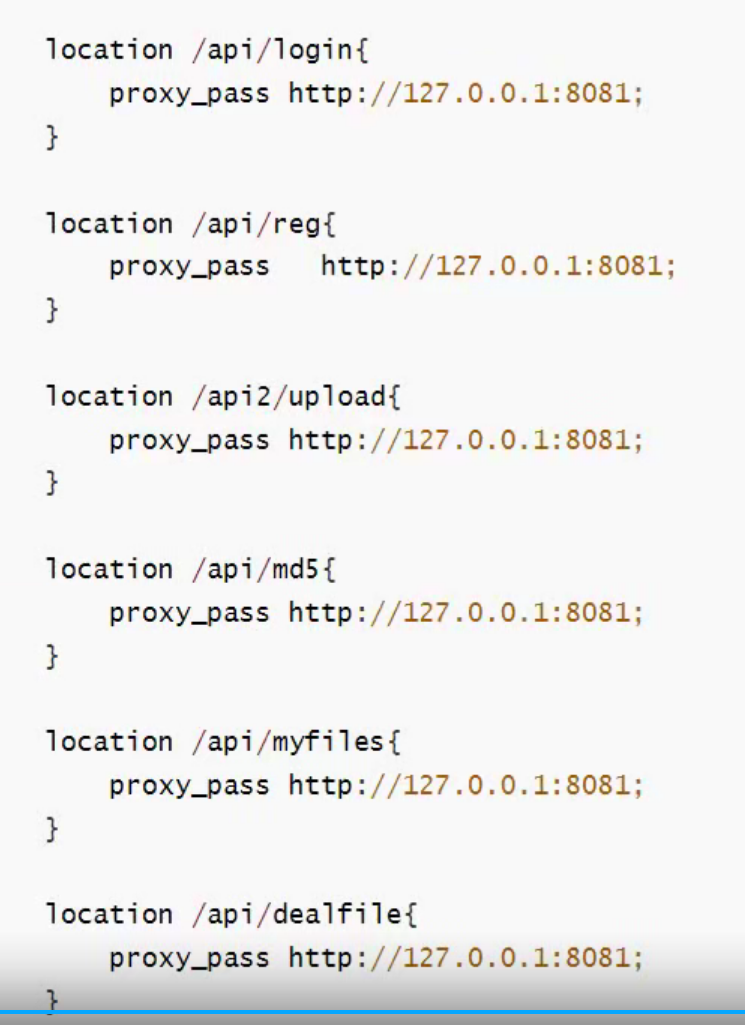 location /api/login{
    proxy_pass http://127.0.0.1:8081;
}

location /api/reg{
    proxy_pass   http://127.0.0.1:8081;
}

location /api2/upload{
    proxy_pass http://127.0.0.1:8081;
}

location /api/md5{
    proxy_pass http://127.0.0.1:8081;
}

location /api/myfiles{
    proxy_pass http://127.0.0.1:8081;
}

location /api/dealfile{
    proxy_pass http://127.0.0.1:8081;
}